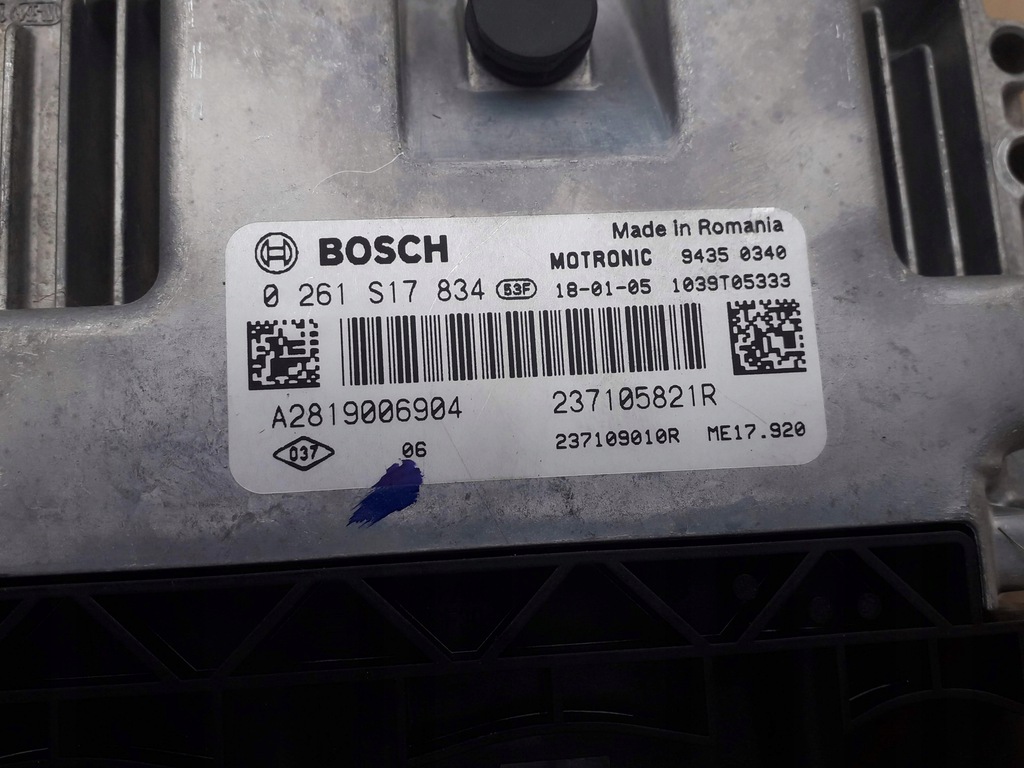 Made in Romania
BOSCH
MOTRONIC 9435 0340
0 261 S17 834 53F 18-01-05 1039T05333
A2819006904 237105821R
037 06 237109010R ME17.920